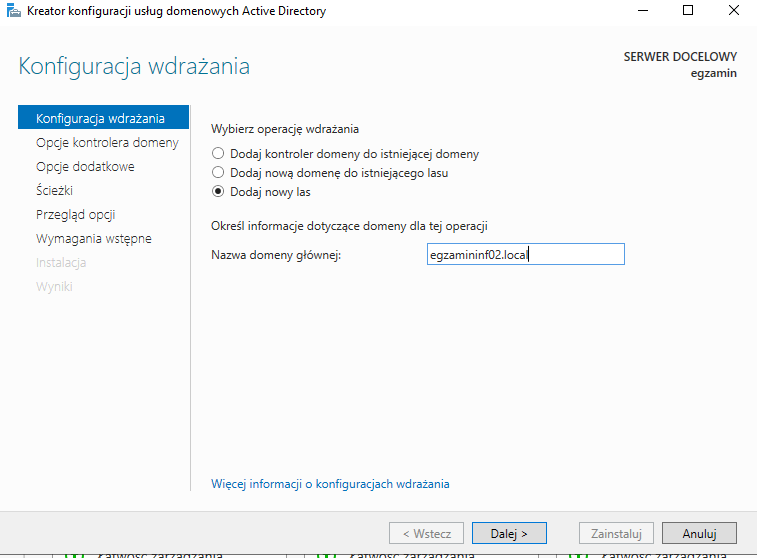 Kreator konfiguracji usług domenowych Active Directory
Konfiguracja wdrażania
SERWER DOCELOWY
egzamin
Konfiguracja wdrażania
Opcje kontrolera domeny
Opcje dodatkowe
Ścieżki
Przegląd opcji
Wymagania wstępne
Instalacja
Wyniki
Wybierz operację wdrażania
Dodaj kontroler domeny do istniejącej domeny
Dodaj nową domenę do istniejącego lasu
Dodaj nowy las
Określ informacje dotyczące domeny dla tej operacji
Nazwa domeny głównej: egzamininf02.local
Więcej informacji o konfiguracjach wdrażania
< Wstecz Dalej > Zainstaluj Anuluj